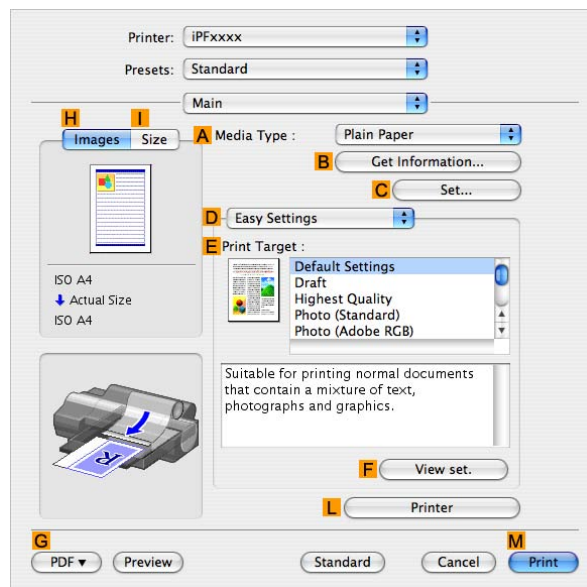 Printer: iPFxxxx
Presets: Standard
Main
H I
Images Size
A Media Type : Plain Paper
B Get Information...
C Set...
D Easy Settings
E Print Target :
Default Settings
Draft
Highest Quality
Photo (Standard)
Photo (Adobe RGB)
ISO A4
Actual Size
ISO A4
Suitable for printing normal documents
that contain a mixture of text,
photographs and graphics.
R
F View set.
L Printer
G M
PDF ▼ Preview Standard Cancel Print